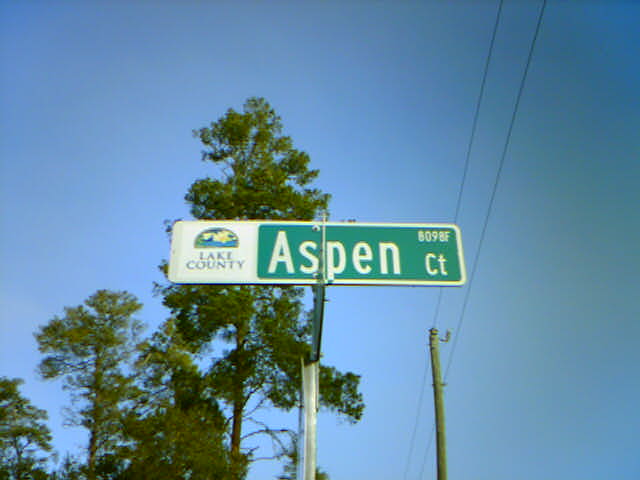 LAKE
COUNTY
Aspen Ct
8098F